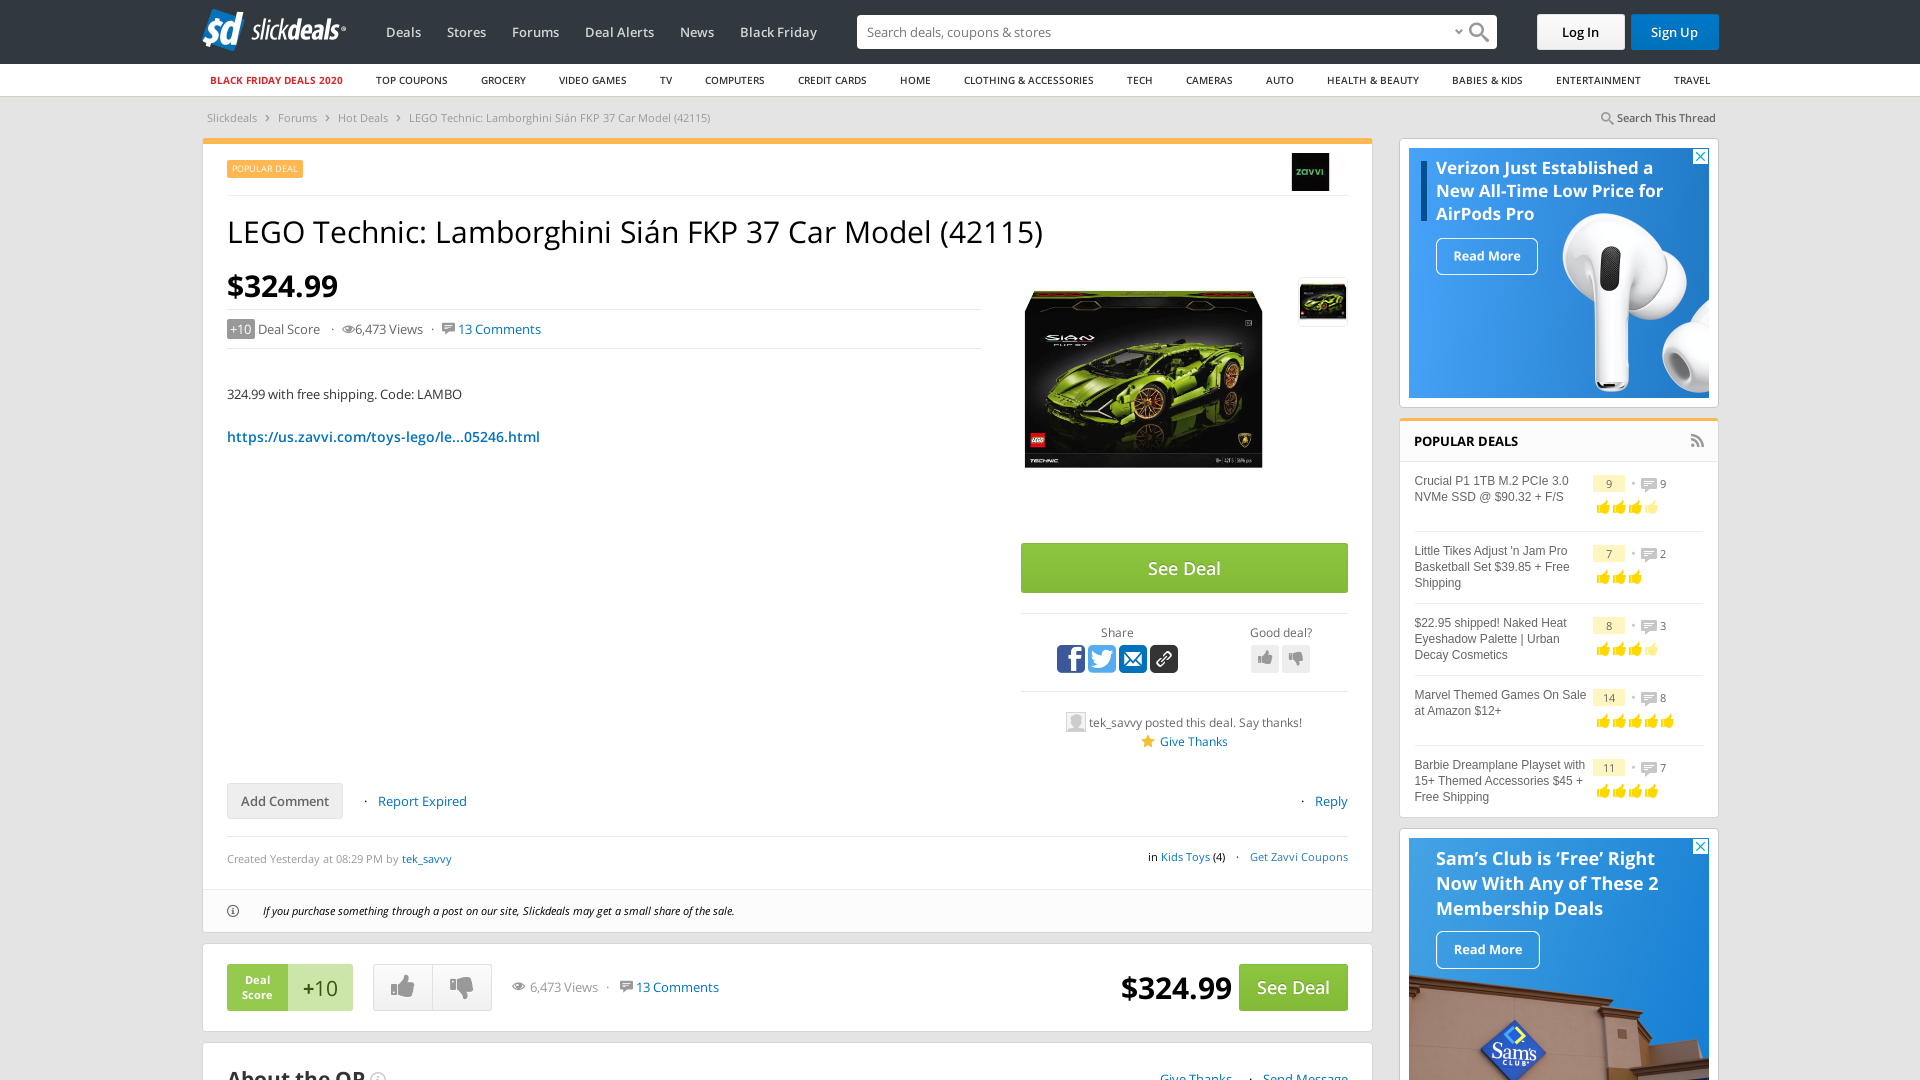 sd slickdeals
Deals Stores Forums Deal Alerts News Black Friday
Search deals, coupons & stores
Log In
Sign Up
BLACK FRIDAY DEALS 2020 TOP COUPONS GROCERY VIDEO GAMES TV COMPUTERS CREDIT CARDS HOME CLOTHING & ACCESSORIES TECH CAMERAS AUTO HEALTH & BEAUTY BABIES & KIDS ENTERTAINMENT TRAVEL
Slickdeals › Forums › Hot Deals › LEGO Technic: Lamborghini Sián FKP 37 Car Model (42115)
Search This Thread
POPULAR DEAL
zavvi
LEGO Technic: Lamborghini Sián FKP 37 Car Model (42115)
$324.99
+10 Deal Score · 6,473 Views · 13 Comments
324.99 with free shipping. Code: LAMBO
https://us.zavvi.com/toys-lego/le...05246.html
SIÁN
FKP 37
LEGO
TECHNIC
See Deal
Share
Good deal?
tek_savvy posted this deal. Say thanks!
Give Thanks
Add Comment · Report Expired
· Reply
Created Yesterday at 08:29 PM by tek_savvy
in Kids Toys (4) · Get Zavvi Coupons
If you purchase something through a post on our site, Slickdeals may get a small share of the sale.
Deal
Score
+10
6,473 Views · 13 Comments
$324.99
See Deal
About the OP
Give Thanks · Send Message
Verizon Just Established a
New All-Time Low Price for
AirPods Pro
Read More
POPULAR DEALS
Crucial P1 1TB M.2 PCIe 3.0
NVMe SSD @ $90.32 + F/S
9 • 9
Little Tikes Adjust 'n Jam Pro
Basketball Set $39.85 + Free
Shipping
7 • 2
$22.95 shipped! Naked Heat
Eyeshadow Palette | Urban
Decay Cosmetics
8 • 3
Marvel Themed Games On Sale
at Amazon $12+
14 • 8
Barbie Dreamplane Playset with
15+ Themed Accessories $45 +
Free Shipping
11 • 7
Sam's Club is 'Free' Right
Now With Any of These 2
Membership Deals
Read More
Sam's
CLUB